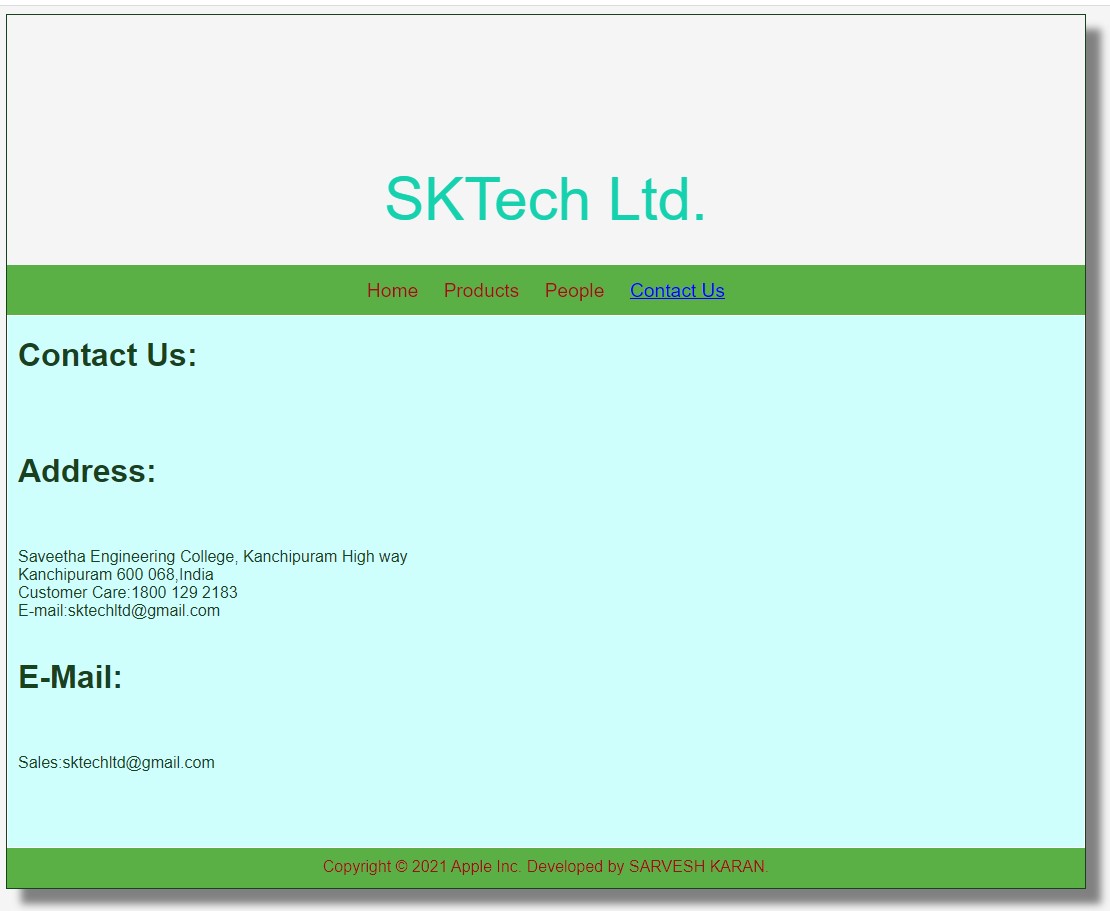 SKTech Ltd.
Home Products People Contact Us
Contact Us:
Address:
Saveetha Engineering College, Kanchipuram High way
Kanchipuram 600 068,India
Customer Care:1800 129 2183
E-mail:sktechltd@gmail.com
E-Mail:
Sales:sktechltd@gmail.com
Copyright © 2021 Apple Inc. Developed by SARVESH KARAN.